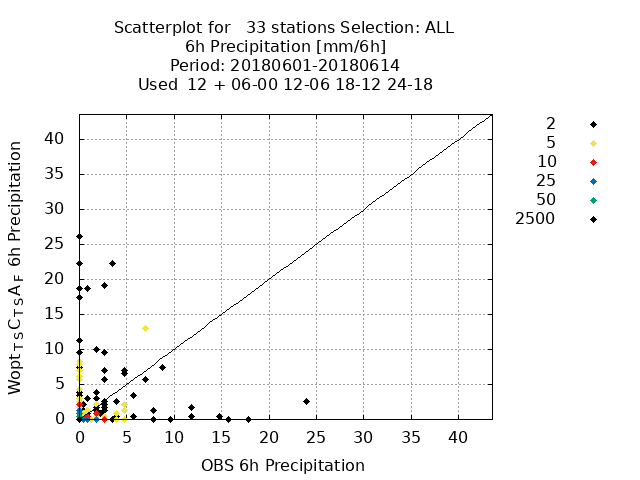 Scatterplot for   33 stations Selection: ALL
6h Precipitation [mm/6h]
Period: 20180601-20180614
Used  12 + 06-00 12-06 18-12 24-18
Wopt_T_S C_T_S A_F 6h Precipitation
40
35
30
25
20
15
10
5
0
0 5 10 15 20 25 30 35 40
OBS 6h Precipitation
2
5
10
25
50
2500